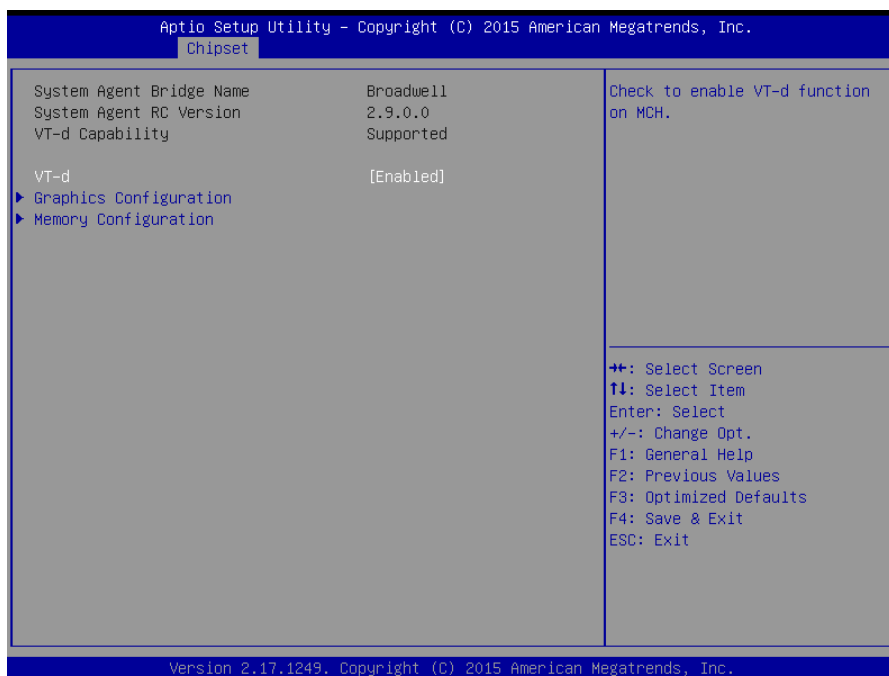 Aptio Setup Utility – Copyright (C) 2015 American Megatrends, Inc.
Chipset
System Agent Bridge Name Broadwell
System Agent RC Version 2.9.0.0
VT-d Capability Supported
VT-d [Enabled]
Graphics Configuration
Memory Configuration
Check to enable VT-d function
on MCH.
→←: Select Screen
↑↓: Select Item
Enter: Select
+/-: Change Opt.
F1: General Help
F2: Previous Values
F3: Optimized Defaults
F4: Save & Exit
ESC: Exit
Version 2.17.1249. Copyright (C) 2015 American Megatrends, Inc.